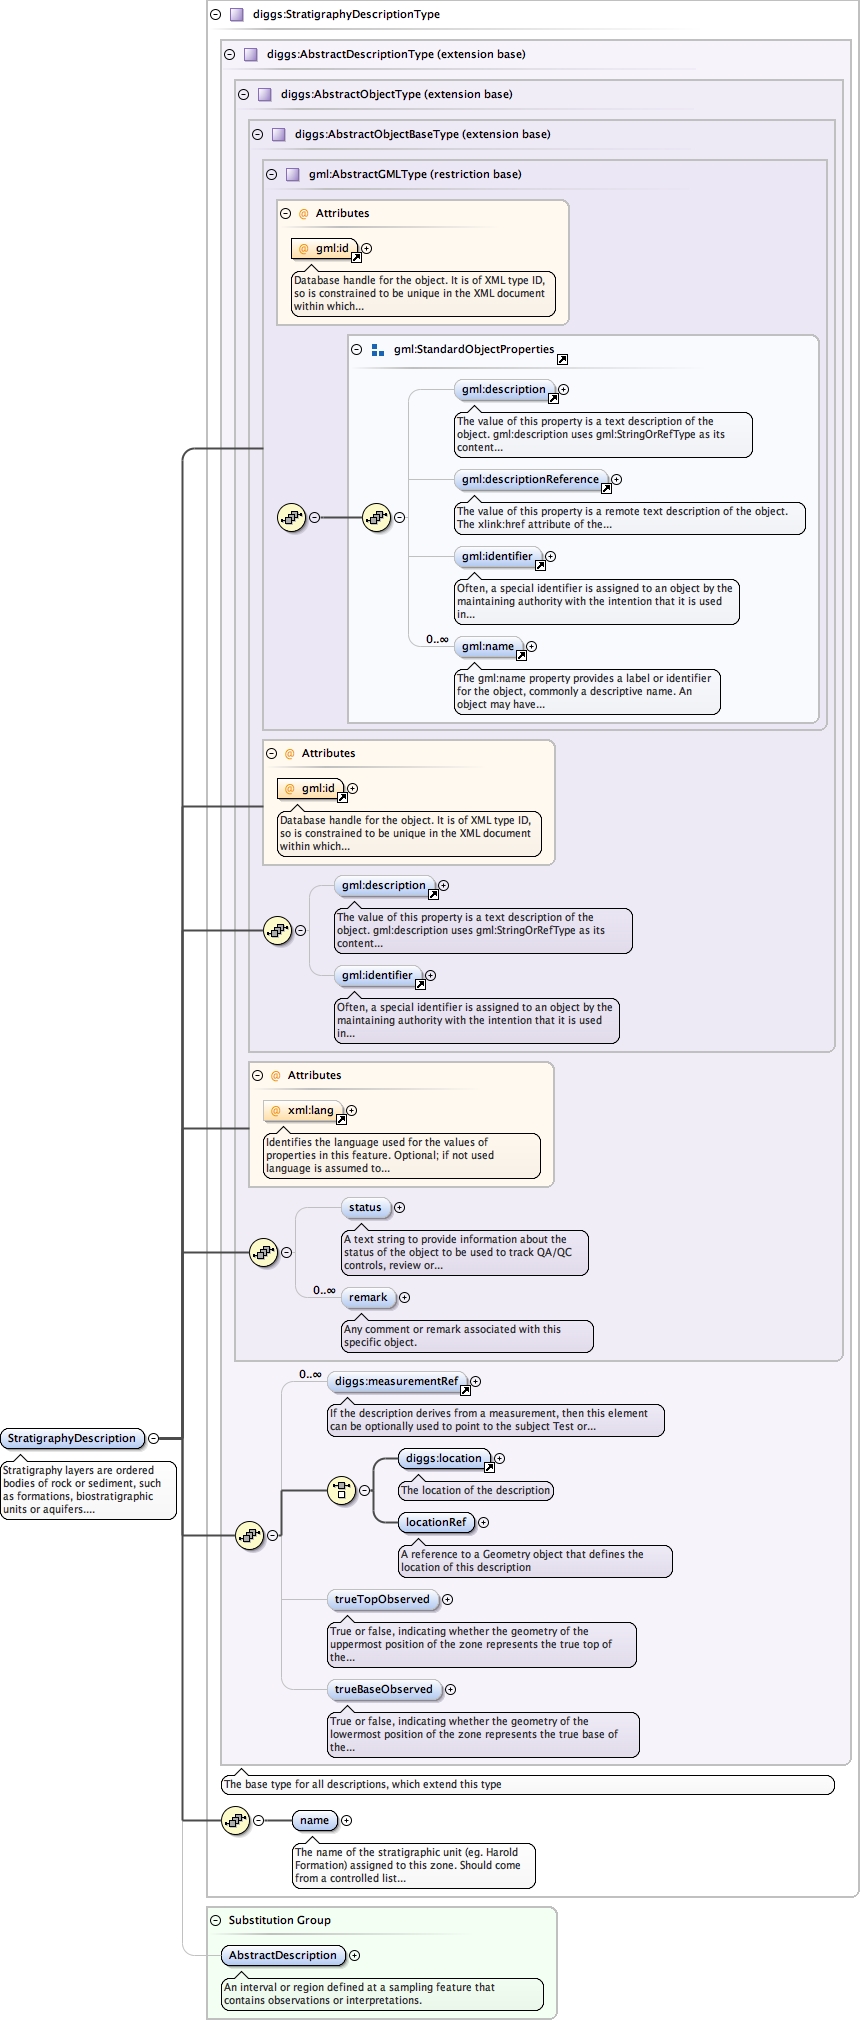 diggs:StratigraphyDescriptionType
diggs:AbstractDescriptionType (extension base)
diggs:AbstractObjectType (extension base)
diggs:AbstractObjectBaseType (extension base)
gml:AbstractGMLType (restriction base)
@ Attributes
@ gml:id
Database handle for the object. It is of XML type ID,
so is constrained to be unique in the XML document
within which...
gml:StandardObjectProperties
gml:description
The value of this property is a text description of the
object. gml:description uses gml:StringOrRefType as its
content...
gml:descriptionReference
The value of this property is a remote text description of the object.
The xlink:href attribute of the...
gml:identifier
Often, a special identifier is assigned to an object by the
maintaining authority with the intention that it is used
in...
0..∞
gml:name
The gml:name property provides a label or identifier
for the object, commonly a descriptive name. An
object may have...
@ Attributes
@ gml:id
Database handle for the object. It is of XML type ID,
so is constrained to be unique in the XML document
within which...
gml:description
The value of this property is a text description of the
object. gml:description uses gml:StringOrRefType as its
content...
gml:identifier
Often, a special identifier is assigned to an object by the
maintaining authority with the intention that it is used
in...
@ Attributes
@ xml:lang
Identifies the language used for the values of
properties in this feature. Optional; if not used
language is assumed to...
status
A text string to provide information about the
status of the object to be used to track QA/QC
controls, review or...
0..∞
remark
Any comment or remark associated with this
specific object.
0..∞
diggs:measurementRef
If the description derives from a measurement, then this element
can be optionally used to point to the subject Test or...
StratigraphyDescription
Stratigraphy layers are ordered
bodies of rock or sediment, such
as formations, biostratigraphic
units or aquifers....
diggs:location
The location of the description
locationRef
A reference to a Geometry object that defines the
location of this description
trueTopObserved
True or false, indicating whether the geometry of the
uppermost position of the zone represents the true top of
the...
trueBaseObserved
True or false, indicating whether the geometry of the
lowermost position of the zone represents the true base of
the...
The base type for all descriptions, which extend this type
name
The name of the stratigraphic unit (eg. Harold
Formation) assigned to this zone. Should come
from a controlled list...
Substitution Group
AbstractDescription
An interval or region defined at a sampling feature that
contains observations or interpretations.